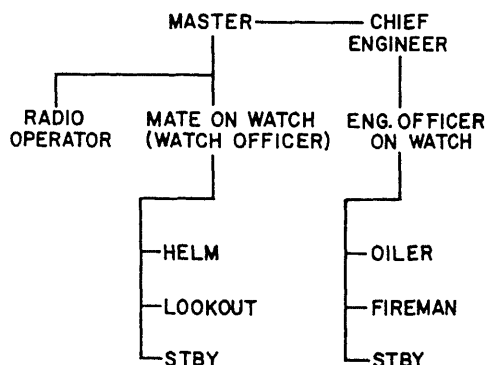 MASTER
CHIEF
ENGINEER
RADIO
OPERATOR
MATE ON WATCH
(WATCH OFFICER)
ENG. OFFICER
ON WATCH
HELM
LOOKOUT
STBY
OILER
FIREMAN
STBY